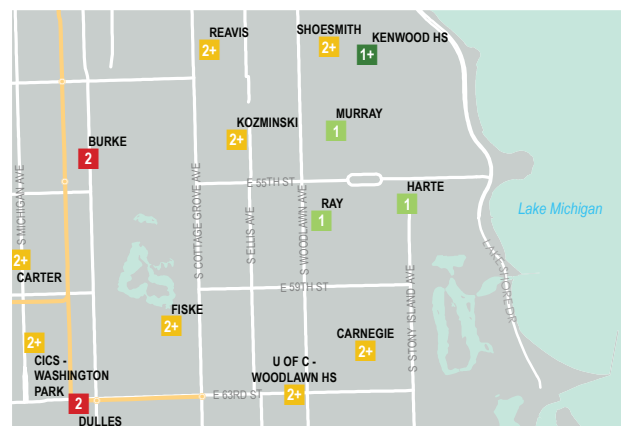 REAVIS
2+
SHOESMITH
2+
KENWOOD HS
1+
KOZMINSKI
2+
MURRAY
1
BURKE
2
S MICHIGAN AVE
S COTTAGE GROVE AVE
S ELLIS AVE
S WOODLAWN AVE
E 55TH ST
RAY
1
HARTE
1
Lake Michigan
LAKE SHORE DR
S STONY ISLAND AVE
2+
CARTER
E 59TH ST
FISKE
2+
CARNEGIE
2+
2+
CICS -
WASHINGTON
PARK
2
DULLES
U OF C -
WOODLAWN HS
2+
E 63RD ST